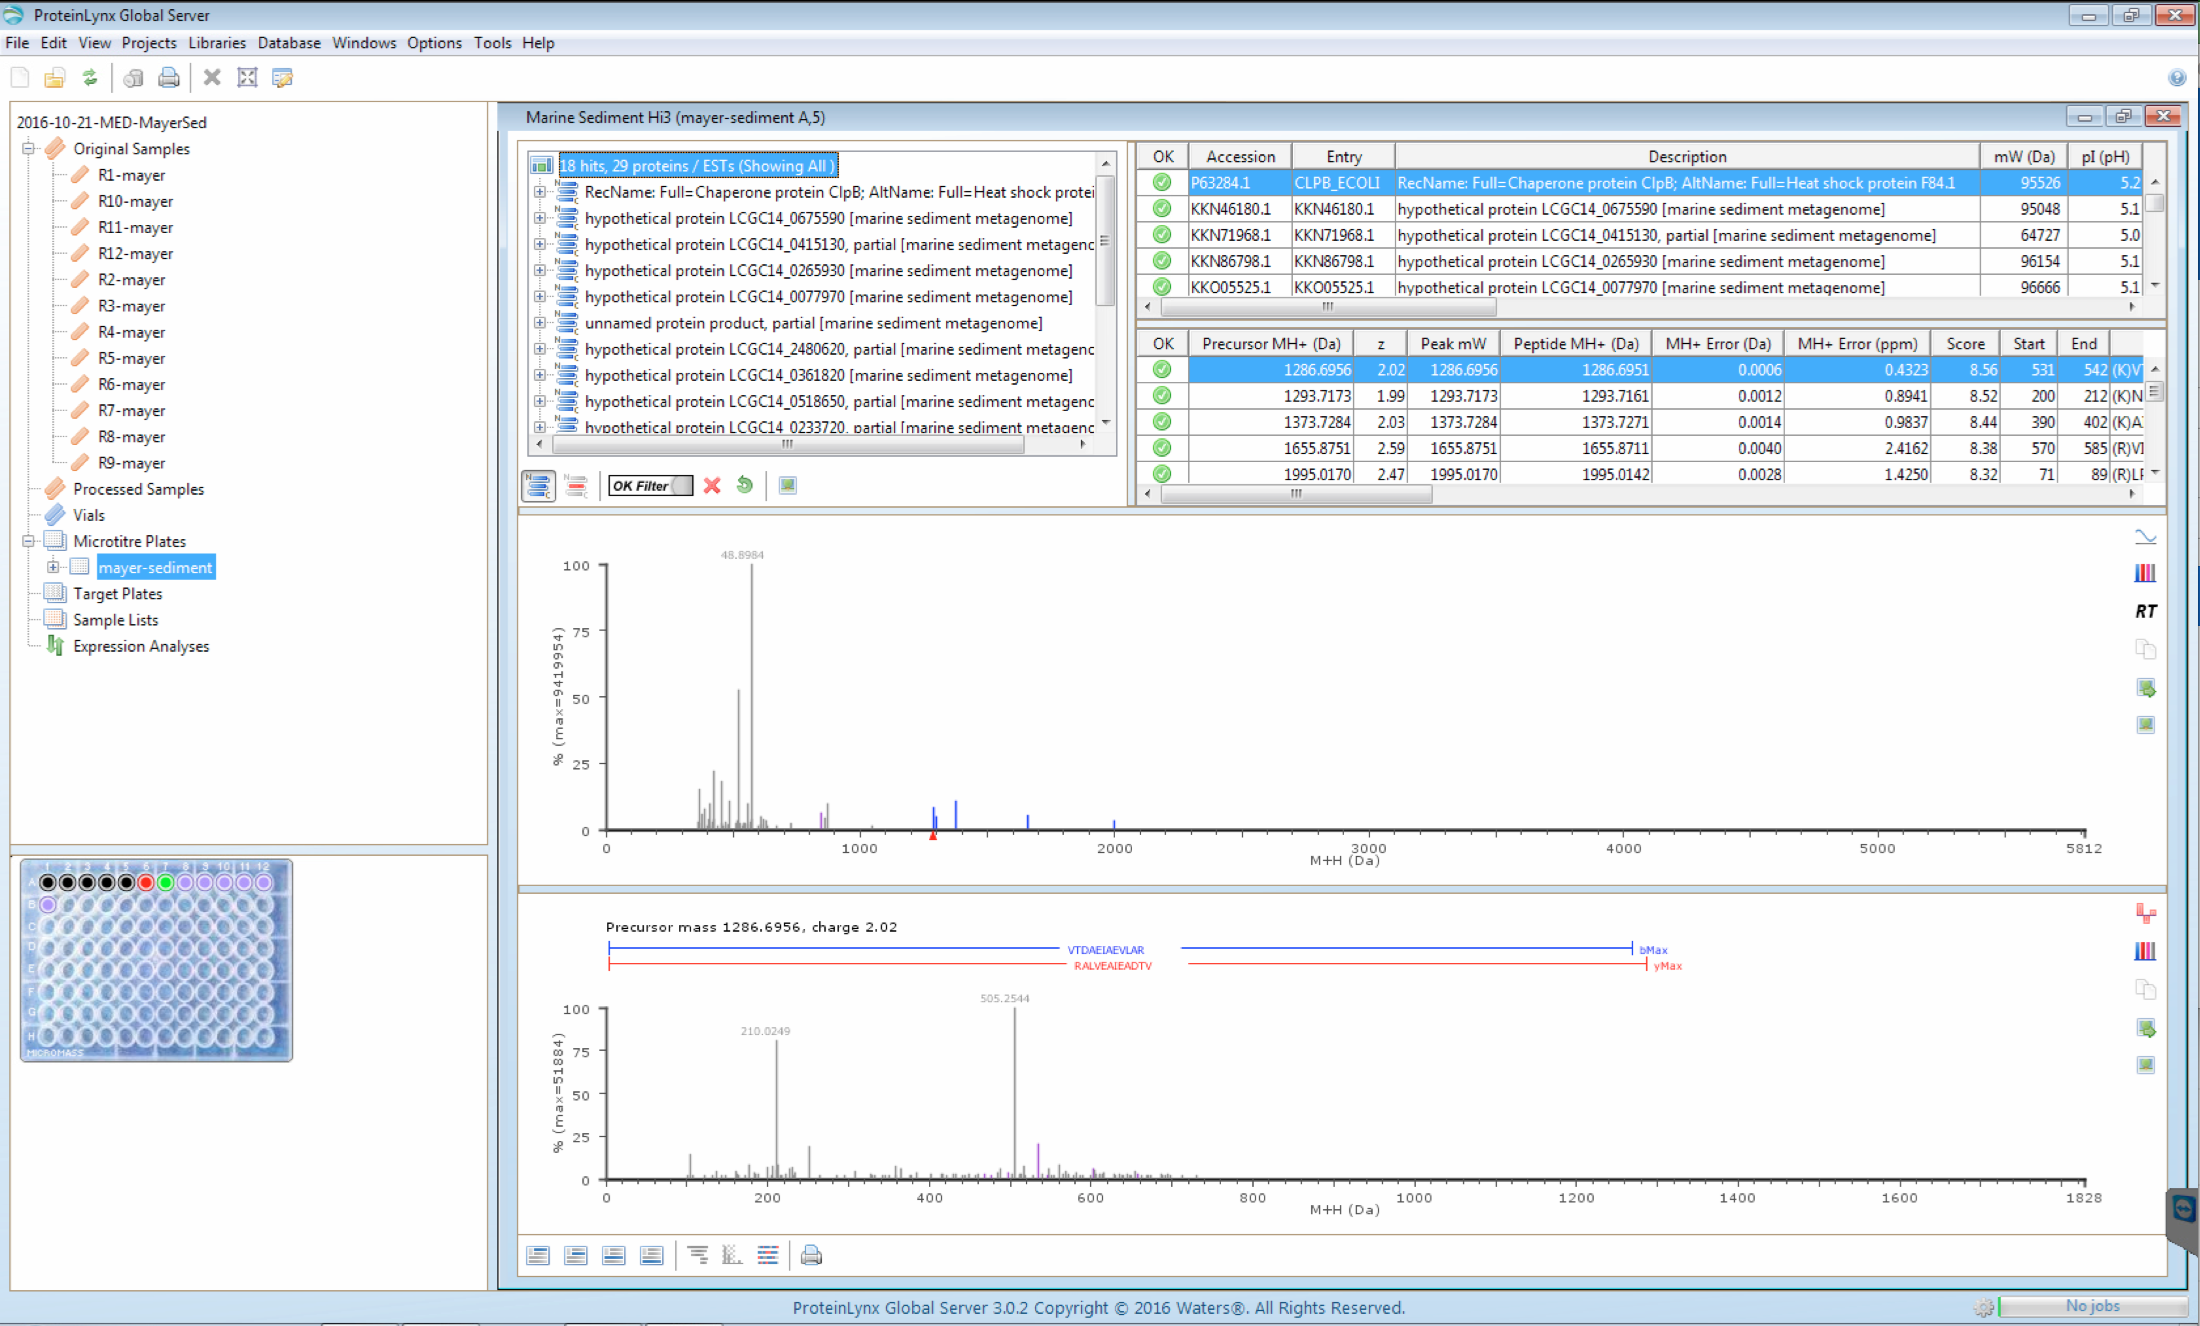 ProteinLynx Global Server
File Edit View Projects Libraries Database Windows Options Tools Help
2016-10-21-MED-MayerSed
Original Samples
R1-mayer
R10-mayer
R11-mayer
R12-mayer
R2-mayer
R3-mayer
R4-mayer
R5-mayer
R6-mayer
R7-mayer
R8-mayer
R9-mayer
Processed Samples
Vials
Microtitre Plates
mayer-sediment
Target Plates
Sample Lists
Expression Analyses
1 2 3 4 5 6 7 8 9 10 11 12
A
B
C
D
E
F
G
H
MICROMASS
Marine Sediment Hi3 (mayer-sediment A,5)
18 hits, 29 proteins / ESTs (Showing All )
RecName: Full=Chaperone protein ClpB; AltName: Full=Heat shock protei
hypothetical protein LCGC14_0675590 [marine sediment metagenome]
hypothetical protein LCGC14_0415130, partial [marine sediment metagenc
hypothetical protein LCGC14_0265930 [marine sediment metagenome]
hypothetical protein LCGC14_0077970 [marine sediment metagenome]
unnamed protein product, partial [marine sediment metagenome]
hypothetical protein LCGC14_2480620, partial [marine sediment metagenc
hypothetical protein LCGC14_0361820 [marine sediment metagenome]
hypothetical protein LCGC14_0518650, partial [marine sediment metagenc
hypothetical protein LCGC14_0233720, partial [marine sediment metagenc
OK Filter
OK Accession Entry Description mW (Da) pI (pH)
P63284.1 CLPB_ECOLI RecName: Full=Chaperone protein ClpB; AltName: Full=Heat shock protein F84.1 95526 5.2
KKN46180.1 KKN46180.1 hypothetical protein LCGC14_0675590 [marine sediment metagenome] 95048 5.1
KKN71968.1 KKN71968.1 hypothetical protein LCGC14_0415130, partial [marine sediment metagenome] 64727 5.0
KKN86798.1 KKN86798.1 hypothetical protein LCGC14_0265930 [marine sediment metagenome] 96154 5.1
KKO05525.1 KKO05525.1 hypothetical protein LCGC14_0077970 [marine sediment metagenome] 96666 5.1
OK Precursor MH+ (Da) z Peak mW Peptide MH+ (Da) MH+ Error (Da) MH+ Error (ppm) Score Start End
1286.6956 2.02 1286.6956 1286.6951 0.0006 0.4323 8.56 531 542 (K)V
1293.7173 1.99 1293.7173 1293.7161 0.0012 0.8941 8.52 200 212 (K)N
1373.7284 2.03 1373.7284 1373.7271 0.0014 0.9837 8.44 390 402 (K)A
1655.8751 2.59 1655.8751 1655.8711 0.0040 2.4162 8.38 570 585 (R)VI
1995.0170 2.47 1995.0170 1995.0142 0.0028 1.4250 8.32 71 89 (R)LF
48.8984
% (max=9419954)
100
75
50
25
0
0 1000 2000 3000 4000 5000 5812
M+H (Da)
RT
Precursor mass 1286.6956, charge 2.02
VTDAEIAEVLAR bMax
RALVEAIEADTV yMax
505.2544
210.0249
% (max=51884)
100
75
50
25
0
0 200 400 600 800 1000 1200 1400 1600 1828
M+H (Da)
ProteinLynx Global Server 3.0.2 Copyright © 2016 Waters®. All Rights Reserved.
No jobs